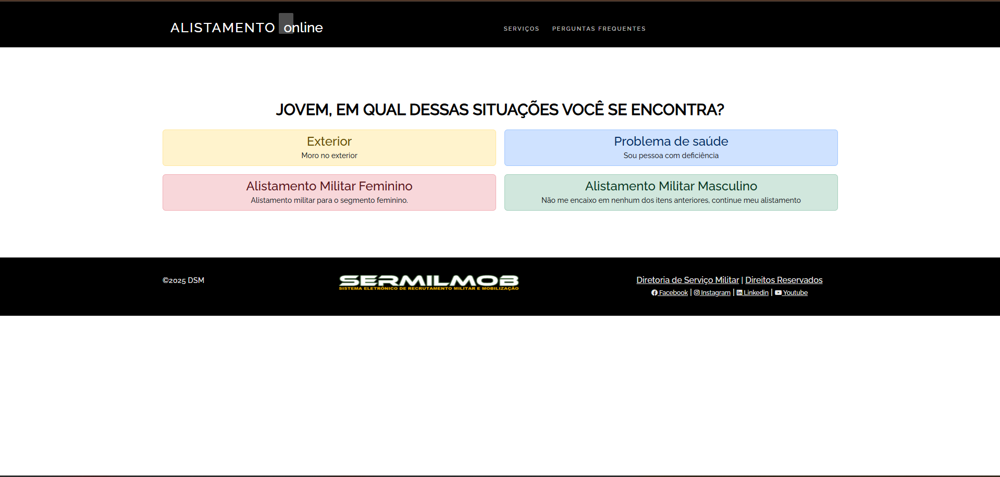 ALISTAMENTO online
SERVIÇOS PERGUNTAS FREQUENTES
JOVEM, EM QUAL DESSAS SITUAÇÕES VOCÊ SE ENCONTRA?
Exterior
Moro no exterior
Problema de saúde
Sou pessoa com deficiência
Alistamento Militar Feminino
Alistamento militar para o segmento feminino.
Alistamento Militar Masculino
Não me encaixo em nenhum dos itens anteriores, continue meu alistamento
©2025 DSM
SERMILMOB
SISTEMA ELETRÔNICO DE RECRUTAMENTO MILITAR E MOBILIZAÇÃO
Diretoria de Serviço Militar | Direitos Reservados
Facebook | Instagram | Linkedin | Youtube